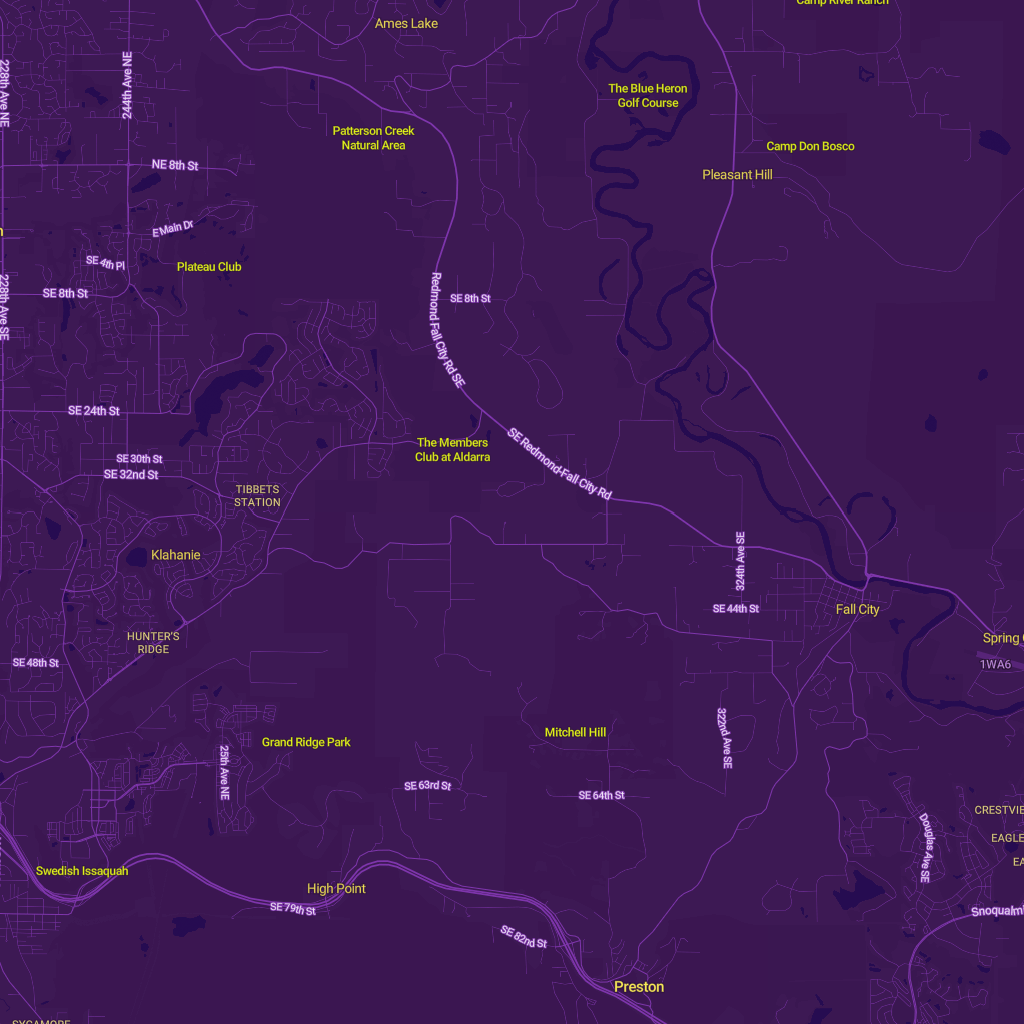 Camp River Ranch
Ames Lake
228th Ave NE
244th Ave NE
The Blue Heron
Golf Course
Patterson Creek
Natural Area
Camp Don Bosco
NE 8th St
Pleasant Hill
E Main Dr
SE 4th Pl
Plateau Club
SE 8th St
228th Ave SE
SE 8th St
Redmond Fall City Rd SE
SE 24th St
The Members
Club at Aldarra
SE Redmond-Fall City Rd
SE 30th St
SE 32nd St
TIBBETS
STATION
Klahanie
324th Ave SE
SE 44th St
Fall City
HUNTER'S
RIDGE
Spring
1WA6
SE 48th St
322nd Ave SE
Mitchell Hill
Grand Ridge Park
25th Ave NE
SE 63rd St
SE 64th St
CRESTVIE
Douglas Ave SE
EAGLE
EA
Swedish Issaquah
High Point
SE 79th St
Snoqualmi
SE 82nd St
Preston
SYCAMORE